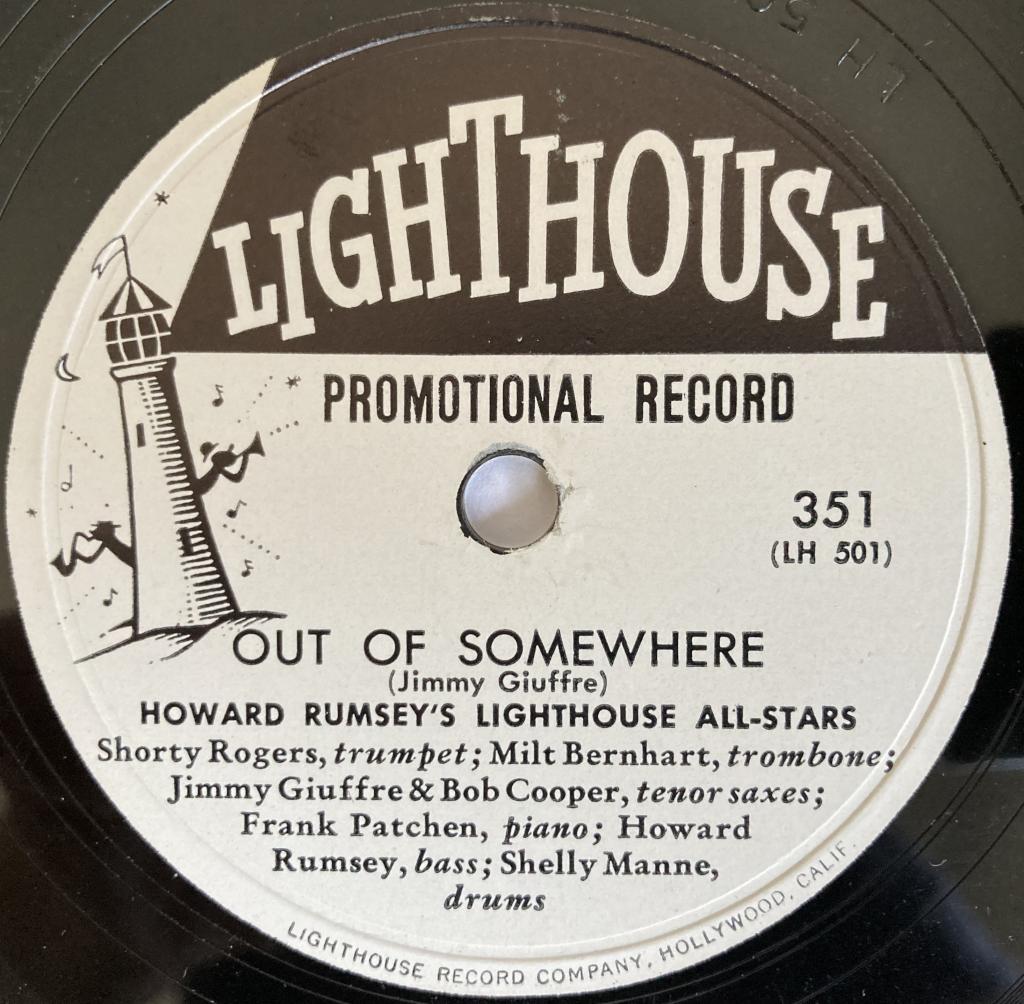 LIGHTHOUSE
PROMOTIONAL RECORD
351
(LH 501)
OUT OF SOMEWHERE
(Jimmy Giuffre)
HOWARD RUMSEY'S LIGHTHOUSE ALL-STARS
Shorty Rogers, trumpet; Milt Bernhart, trombone;
Jimmy Giuffre & Bob Cooper, tenor saxes;
Frank Patchen, piano; Howard
Rumsey, bass; Shelly Manne,
drums
LIGHTHOUSE RECORD COMPANY, HOLLYWOOD, CALIF.
LH